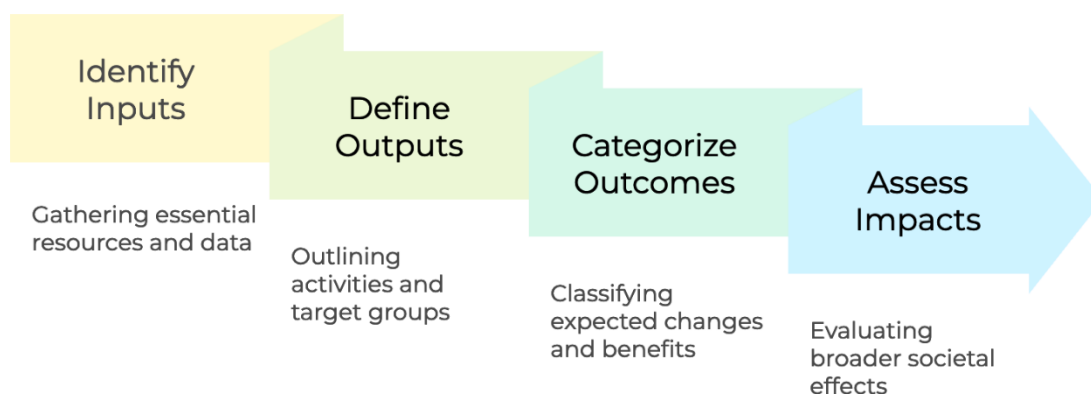 Identify
Inputs
Gathering essential
resources and data
Define
Outputs
Outlining
activities and
target groups
Categorize
Outcomes
Classifying
expected changes
and benefits
Assess
Impacts
Evaluating
broader societal
effects